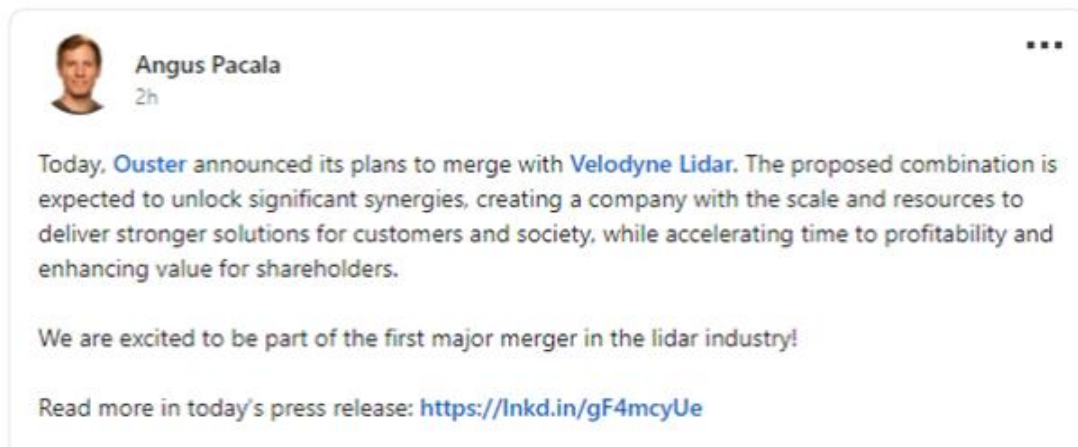 Angus Pacala
2h
Today, Ouster announced its plans to merge with Velodyne Lidar. The proposed combination is
expected to unlock significant synergies, creating a company with the scale and resources to
deliver stronger solutions for customers and society, while accelerating time to profitability and
enhancing value for shareholders.
We are excited to be part of the first major merger in the lidar industry!
Read more in today's press release: https://lnkd.in/gF4mcyUe